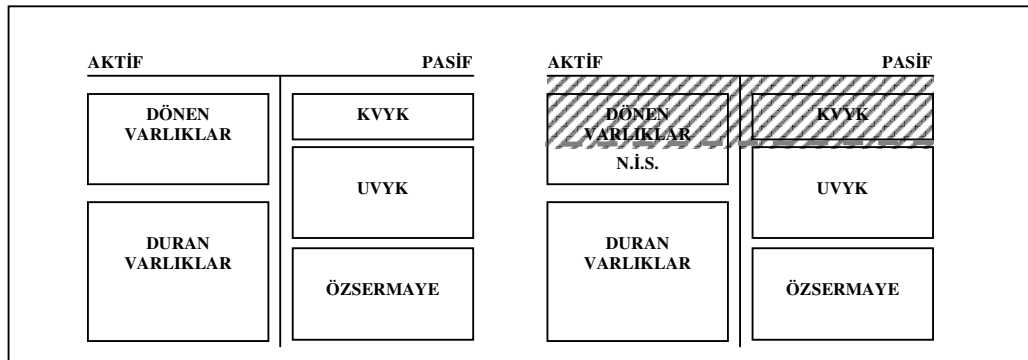 AKTİF PASİF
DÖNEN
VARLIKLAR
KVYK
UVYK
DURAN
VARLIKLAR
ÖZSERMAYE
AKTİF PASİF
DÖNEN
VARLIKLAR
N.İ.S.
KVYK
UVYK
DURAN
VARLIKLAR
ÖZSERMAYE